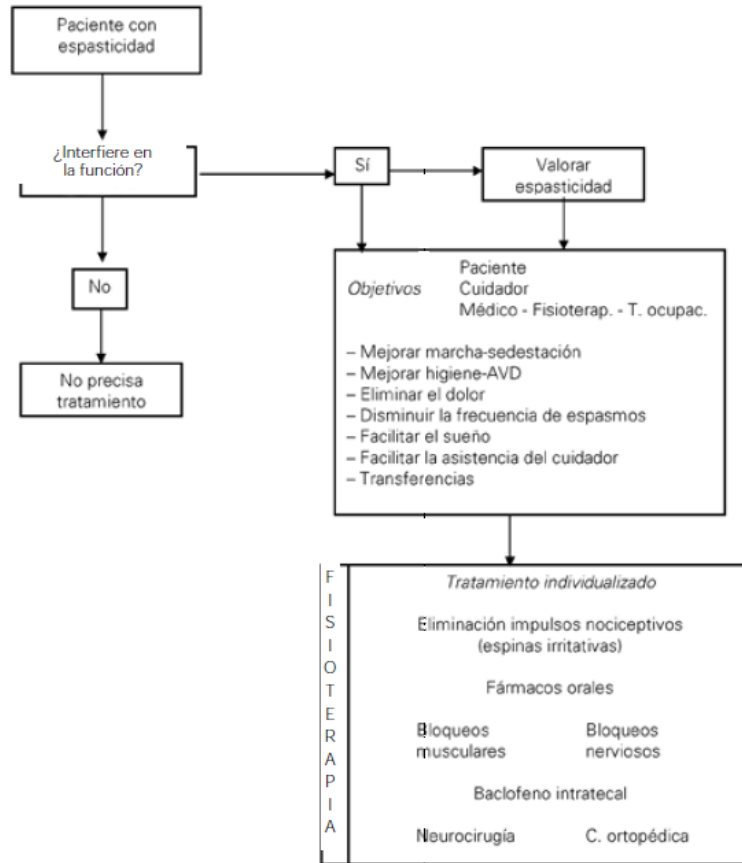 Paciente con
espasticidad
¿Interfiere en
la función?
Sí
Valorar
espasticidad
No
No precisa
tratamiento
Paciente
Objetivos Cuidador
Médico - Fisioterap. - T. ocupac.
– Mejorar marcha-sedestación
– Mejorar higiene-AVD
– Eliminar el dolor
– Disminuir la frecuencia de espasmos
– Facilitar el sueño
– Facilitar la asistencia del cuidador
– Transferencias
FISIOTERAPIA
Tratamiento individualizado
Eliminación impulsos nociceptivos
(espinas irritativas)
Fármacos orales
Bloqueos Bloqueos
musculares nerviosos
Baclofeno intratecal
Neurocirugía C. ortopédica